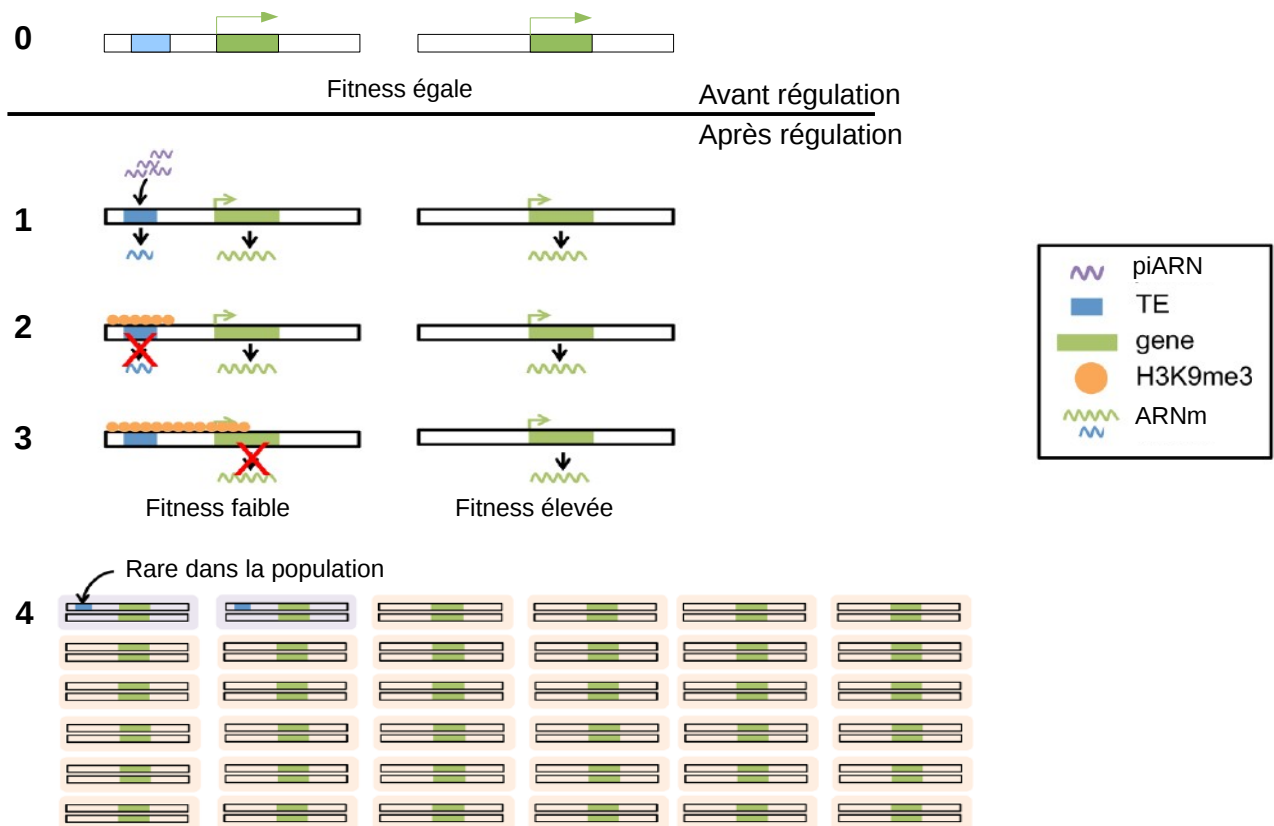 0
Fitness égale
Avant régulation
Après régulation
1
2
3
Fitness faible
Fitness élevée
piARN
TE
gene
H3K9me3
ARNm
Rare dans la population
4